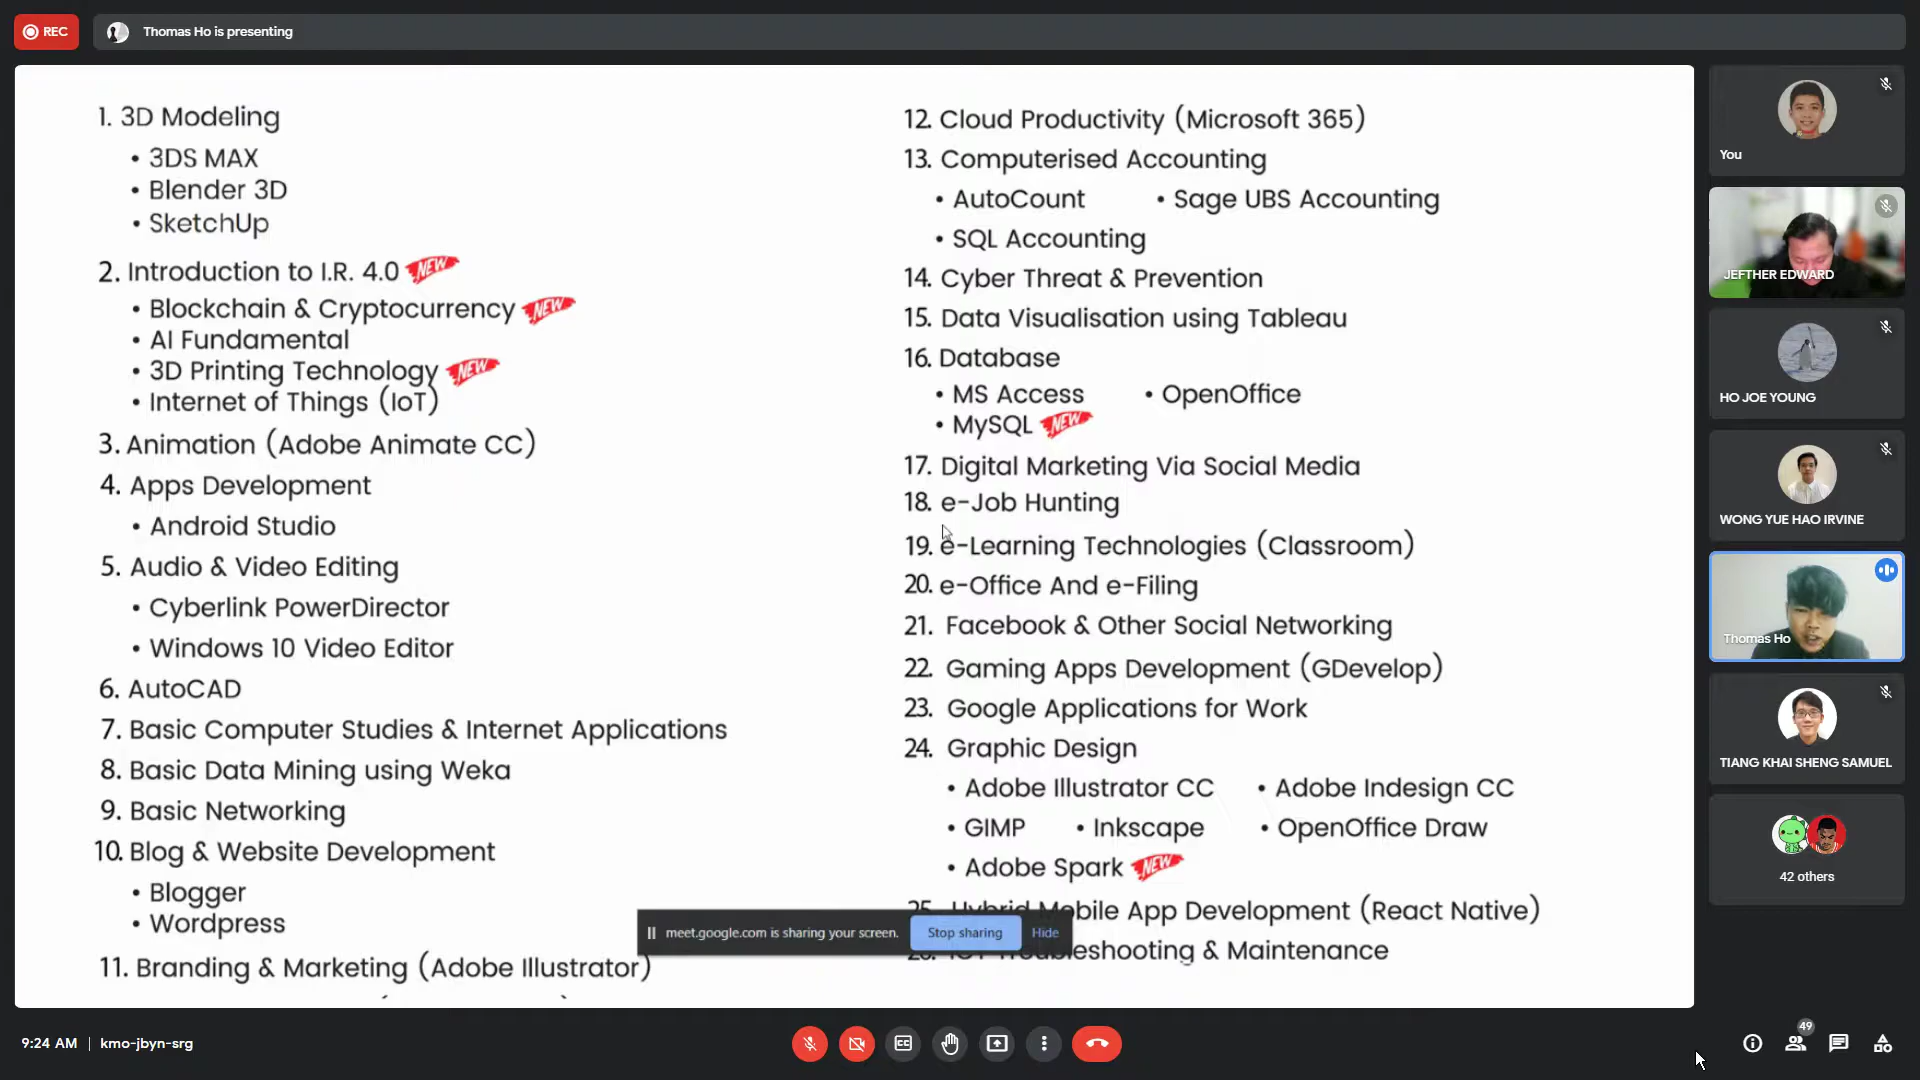 REC
Thomas Ho is presenting
1. 3D Modeling
• 3DS MAX
• Blender 3D
• SketchUp
2. Introduction to I.R. 4.0 NEW
• Blockchain & Cryptocurrency NEW
• AI Fundamental
• 3D Printing Technology NEW
• Internet of Things (IoT)
3. Animation (Adobe Animate CC)
4. Apps Development
• Android Studio
5. Audio & Video Editing
• Cyberlink PowerDirector
• Windows 10 Video Editor
6. AutoCAD
7. Basic Computer Studies & Internet Applications
8. Basic Data Mining using Weka
9. Basic Networking
10. Blog & Website Development
• Blogger
• Wordpress
11. Branding & Marketing (Adobe Illustrator)
12. Cloud Productivity (Microsoft 365)
13. Computerised Accounting
• AutoCount • Sage UBS Accounting
• SQL Accounting
14. Cyber Threat & Prevention
15. Data Visualisation using Tableau
16. Database
• MS Access • OpenOffice
• MySQL NEW
17. Digital Marketing Via Social Media
18. e-Job Hunting
19. e-Learning Technologies (Classroom)
20. e-Office And e-Filing
21. Facebook & Other Social Networking
22. Gaming Apps Development (GDevelop)
23. Google Applications for Work
24. Graphic Design
• Adobe Illustrator CC • Adobe Indesign CC
• GIMP • Inkscape • OpenOffice Draw
• Adobe Spark NEW
25. Hybrid Mobile App Development (React Native)
Troubleshooting & Maintenance
meet.google.com is sharing your screen. Stop sharing Hide
You
JEFTHER EDWARD
HO JOE YOUNG
WONG YUE HAO IRVINE
Thomas Ho
TIANG KHAI SHENG SAMUEL
42 others
9:24 AM | kmo-jbyn-srg
49